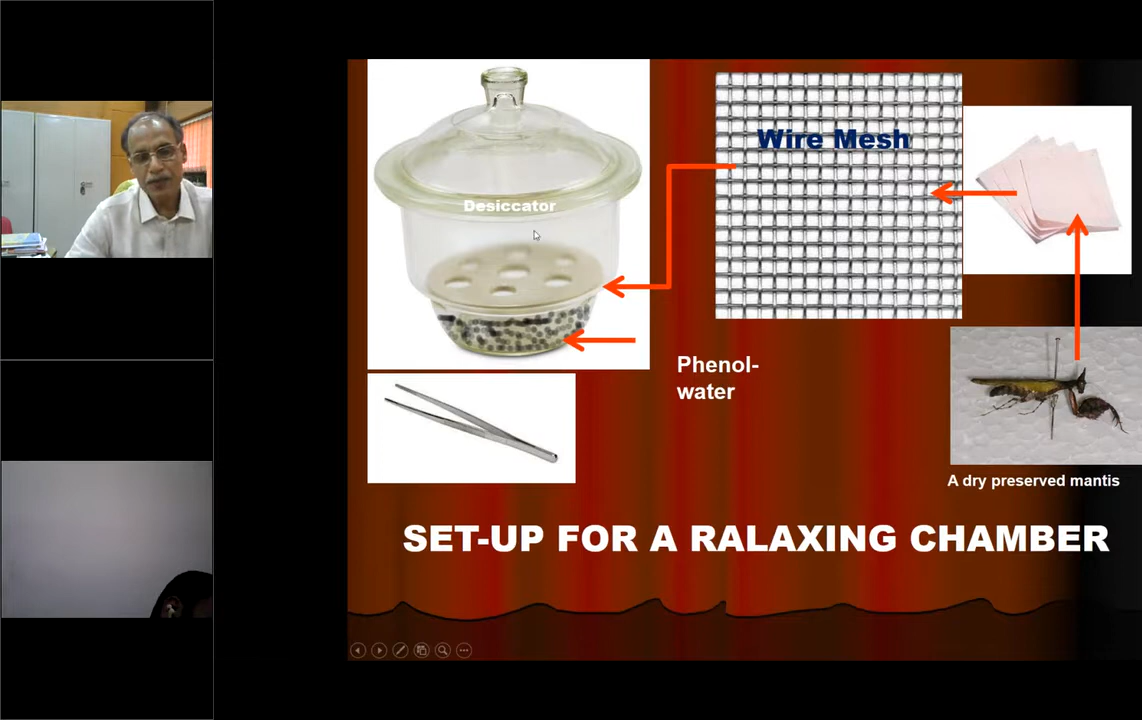 Desiccator
Wire Mesh
Phenol-
water
A dry preserved mantis
SET-UP FOR A RALAXING CHAMBER